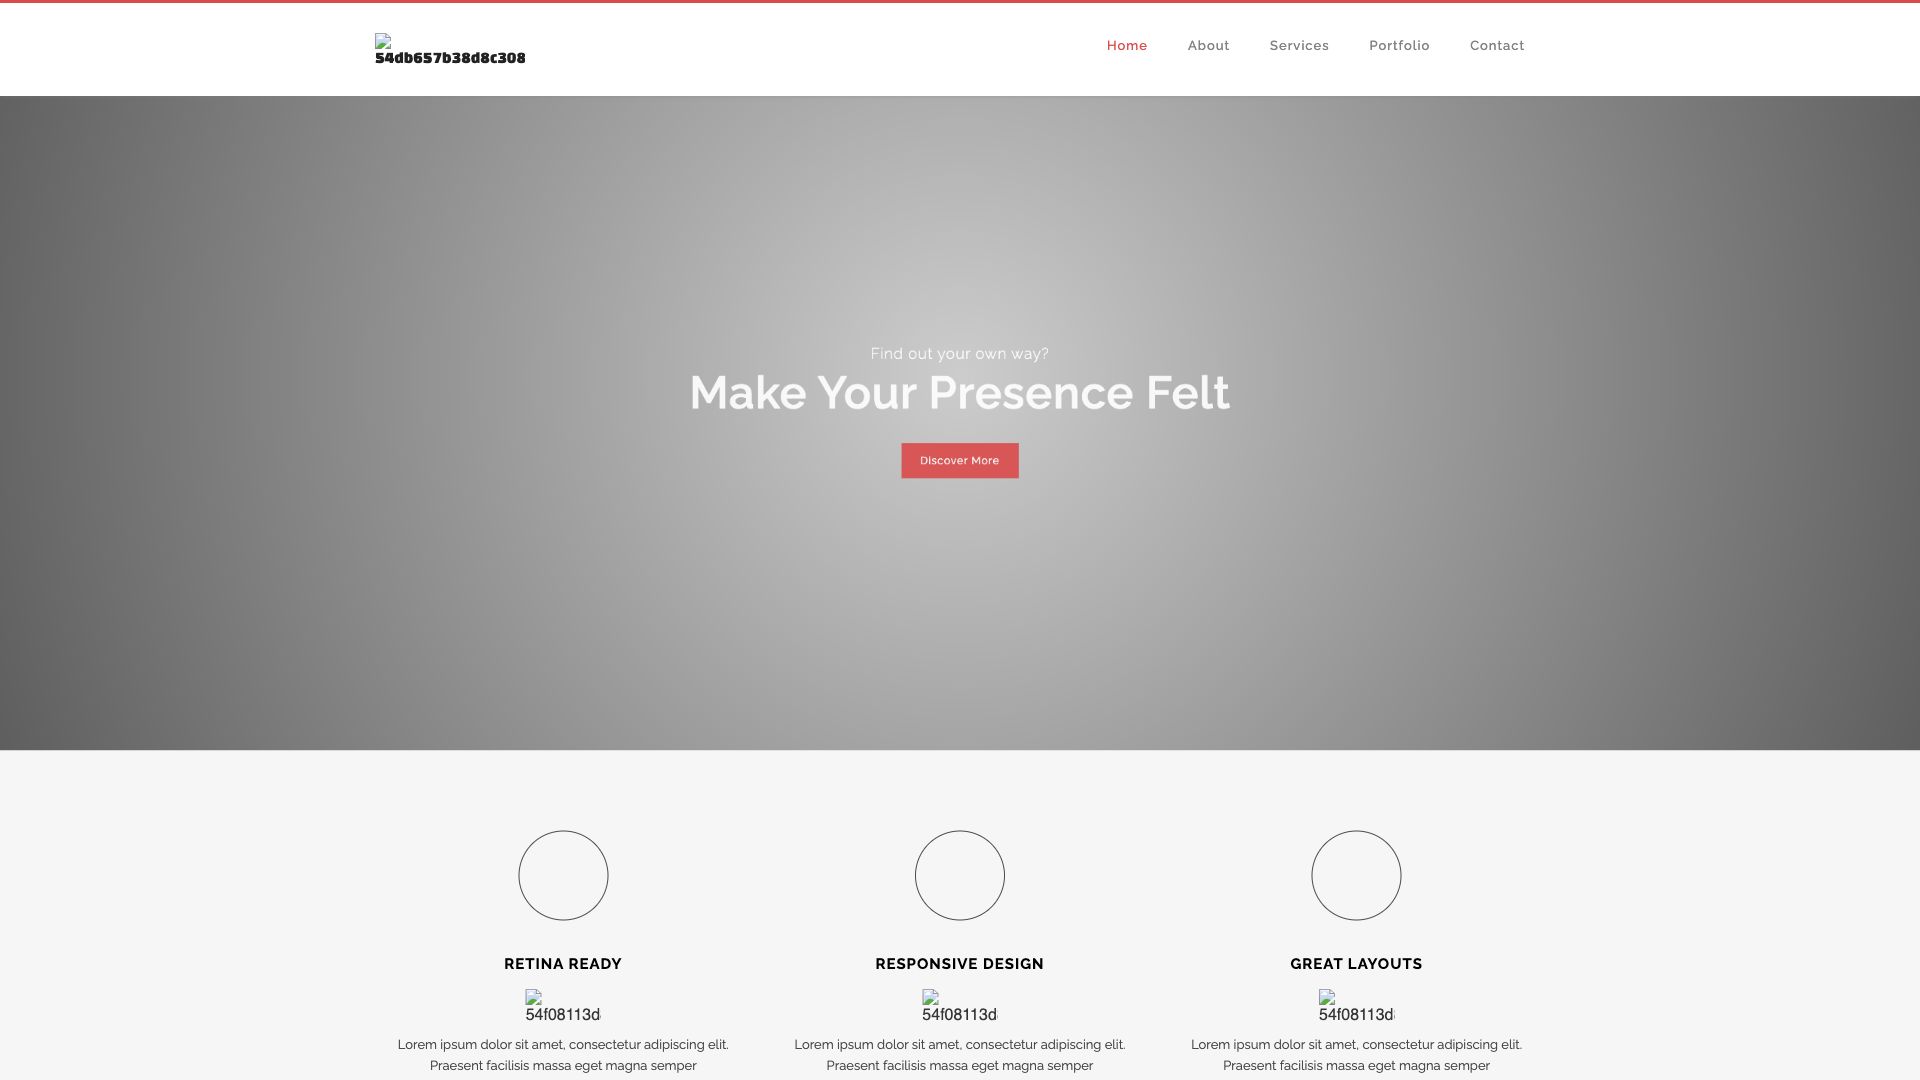 54db657b38d8c308
Home
About
Services
Portfolio
Contact
Find out your own way?
Make Your Presence Felt
Discover More
RETINA READY
54f08113d
Lorem ipsum dolor sit amet, consectetur adipiscing elit.
Praesent facilisis massa eget magna semper
RESPONSIVE DESIGN
54f08113d
Lorem ipsum dolor sit amet, consectetur adipiscing elit.
Praesent facilisis massa eget magna semper
GREAT LAYOUTS
54f08113d
Lorem ipsum dolor sit amet, consectetur adipiscing elit.
Praesent facilisis massa eget magna semper